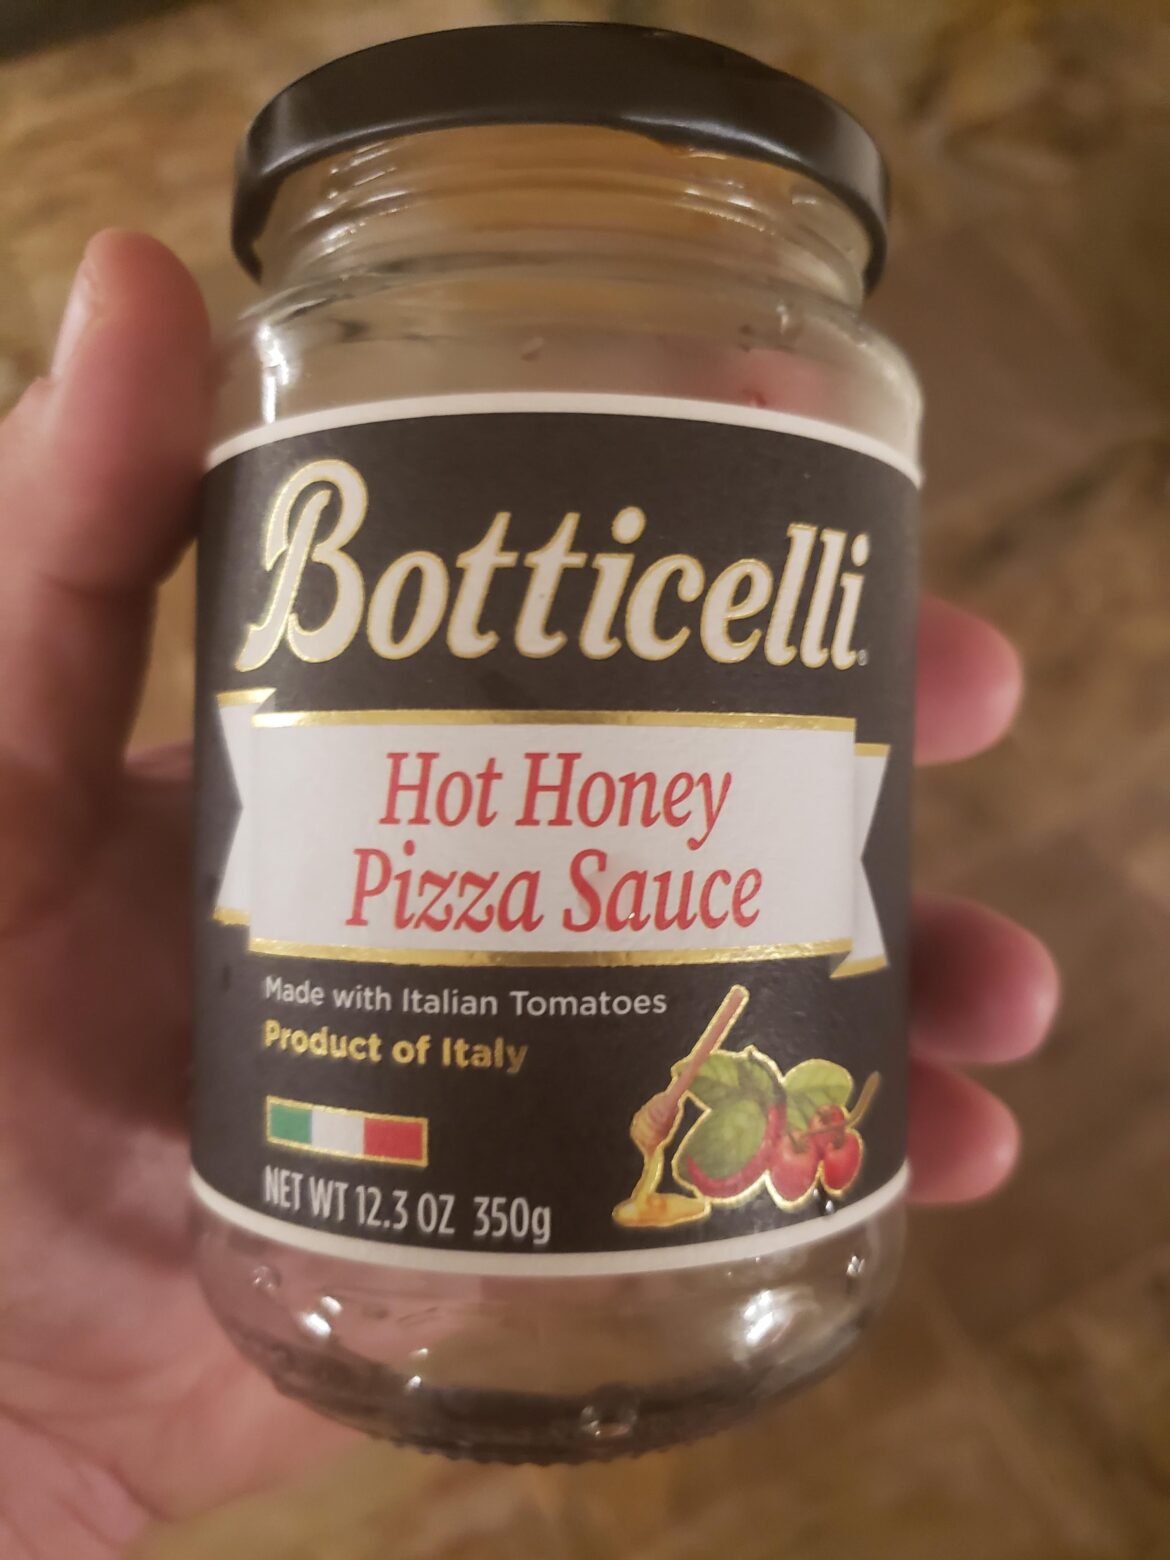 Botticelli®
Hot Honey
Pizza Sauce
Made with Italian Tomatoes
Product of Italy
NET WT 12.3 OZ 350g